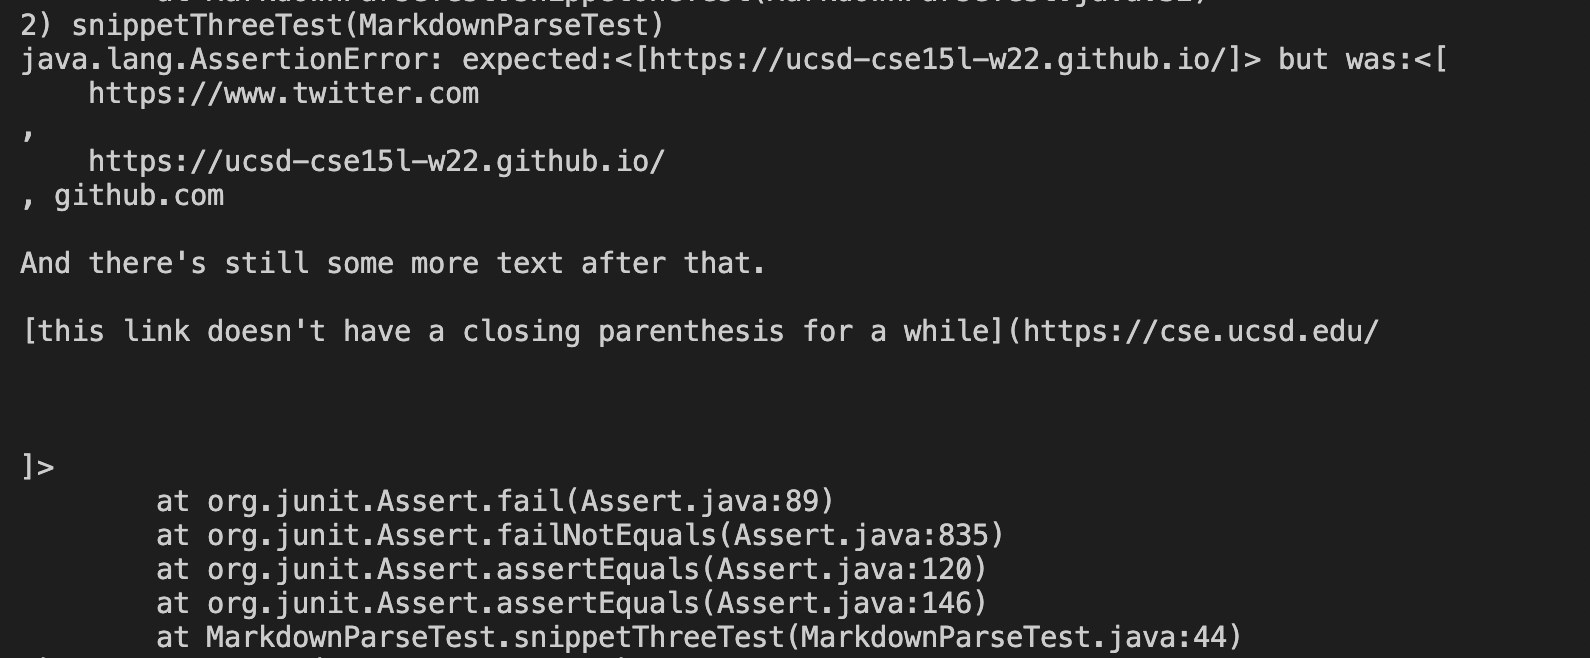 2) snippetThreeTest(MarkdownParseTest)
java.lang.AssertionError: expected:<[https://ucsd-cse15l-w22.github.io/]> but was:<[
    https://www.twitter.com
,
    https://ucsd-cse15l-w22.github.io/
, github.com

And there's still some more text after that.

[this link doesn't have a closing parenthesis for a while](https://cse.ucsd.edu/



]>
        at org.junit.Assert.fail(Assert.java:89)
        at org.junit.Assert.failNotEquals(Assert.java:835)
        at org.junit.Assert.assertEquals(Assert.java:120)
        at org.junit.Assert.assertEquals(Assert.java:146)
        at MarkdownParseTest.snippetThreeTest(MarkdownParseTest.java:44)